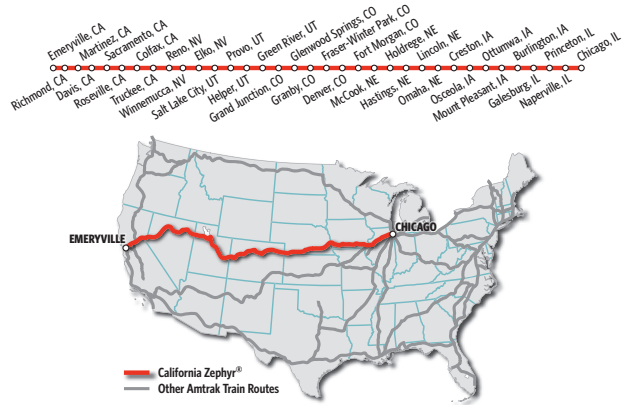 Emeryville, CA
Martinez, CA
Sacramento, CA
Colfax, CA
Reno, NV
Elko, NV
Provo, UT
Green River, UT
Glenwood Springs, CO
Fraser-Winter Park, CO
Fort Morgan, CO
Holdrege, NE
Lincoln, NE
Creston, IA
Ottumwa, IA
Burlington, IA
Princeton, IL
Chicago, IL
Richmond, CA
Davis, CA
Roseville, CA
Truckee, CA
Winnemucca, NV
Salt Lake City, UT
Helper, UT
Grand Junction, CO
Granby, CO
Denver, CO
McCook, NE
Hastings, NE
Omaha, NE
Osceola, IA
Mount Pleasant, IA
Galesburg, IL
Naperville, IL
EMERYVILLE
CHICAGO
California Zephyr®
Other Amtrak Train Routes